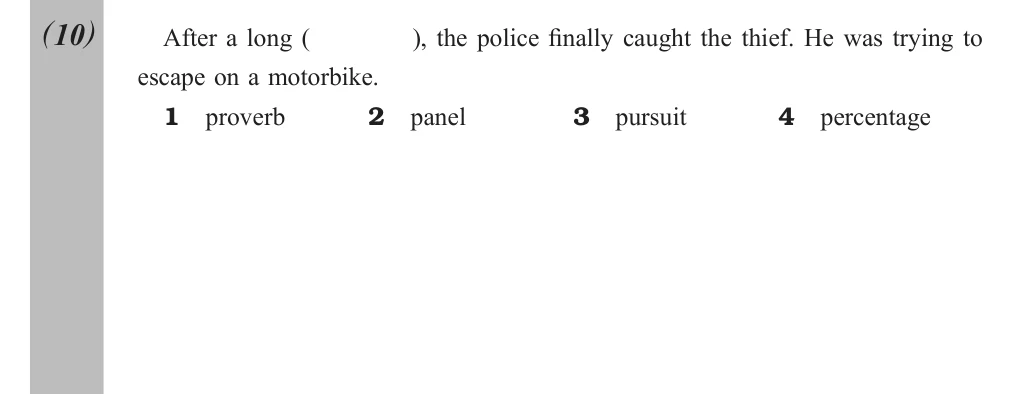 (10) After a long ( ), the police finally caught the thief. He was trying to
escape on a motorbike.
1 proverb 2 panel 3 pursuit 4 percentage